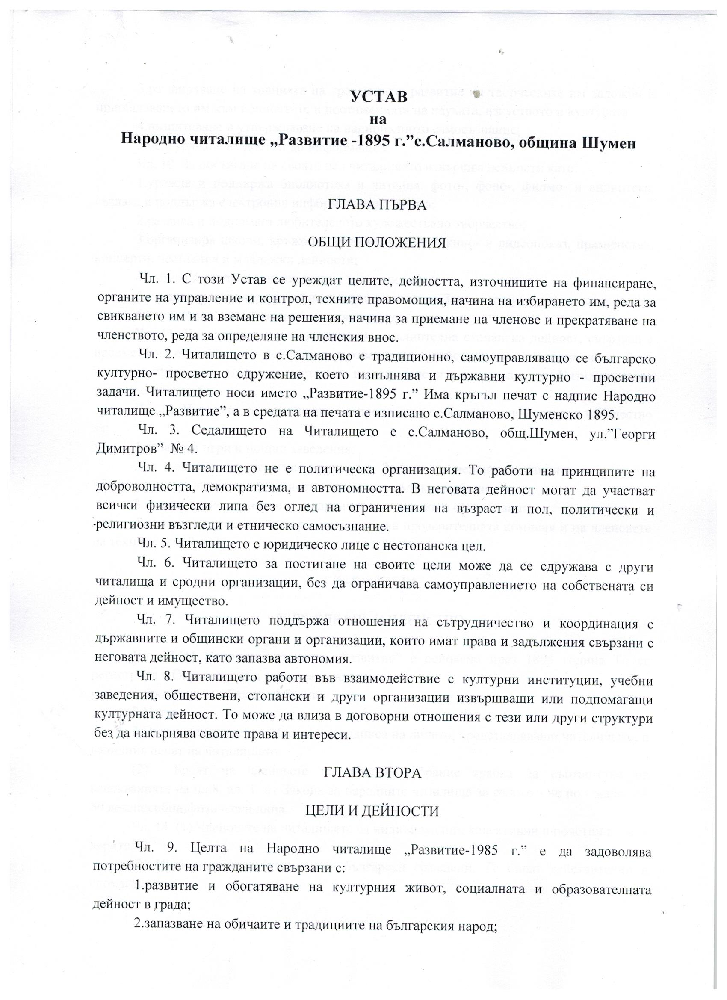 УСТАВ
на
Народно читалище „Развитие -1895 г.”с.Салманово, община Шумен
ГЛАВА ПЪРВА
ОБЩИ ПОЛОЖЕНИЯ
Чл. 1. С този Устав се уреждат целите, дейността, източниците на финансиране,
органите на управление и контрол, техните правомощия, начина на избирането им, реда за
свикването им и за вземане на решения, начина за приемане на членове и прекратяване на
членството, реда за определяне на членския внос.
Чл. 2. Читалището в с.Салманово е традиционно, самоуправляващо се българско
културно- просветно сдружение, което изпълнява и държавни културно - просветни
задачи. Читалището носи името „Развитие-1895 г.” Има кръгъл печат с надпис Народно
читалище „Развитие”, а в средата на печата е изписано с.Салманово, Шуменско 1895.
Чл. 3. Седалището на Читалището е с.Салманово, общ.Шумен, ул.”Георги
Димитров” № 4.
Чл. 4. Читалището не е политическа организация. То работи на принципите на
доброволността, демократизма, и автономността. В неговата дейност могат да участват
всички физически липа без оглед на ограничения на възраст и пол, политически и
религиозни възгледи и етническо самосъзнание.
Чл. 5. Читалището е юридическо лице с нестопанска цел.
Чл. 6. Читалището за постигане на своите цели може да се сдружава с други
читалища и сродни организации, без да ограничава самоуправлението на собствената си
дейност и имущество.
Чл. 7. Читалището поддържа отношения на сътрудничество и координация с
държавните и общински органи и организации, които имат права и задължения свързани с
неговата дейност, като запазва автономия.
Чл. 8. Читалището работи във взаимодействие с културни институции, учебни
заведения, обществени, стопански и други организации извършващи или подпомагащи
културната дейност. То може да влиза в договорни отношения с тези или други структури
без да накърнява своите права и интереси.
ГЛАВА ВТОРА
ЦЕЛИ И ДЕЙНОСТИ
Чл. 9. Целта на Народно читалище „Развитие-1985 г.” е да задоволява
потребностите на гражданите свързани с:
1.развитие и обогатяване на културния живот, социалната и образователната
дейност в града;
2.запазване на обичаите и традициите на българския народ;